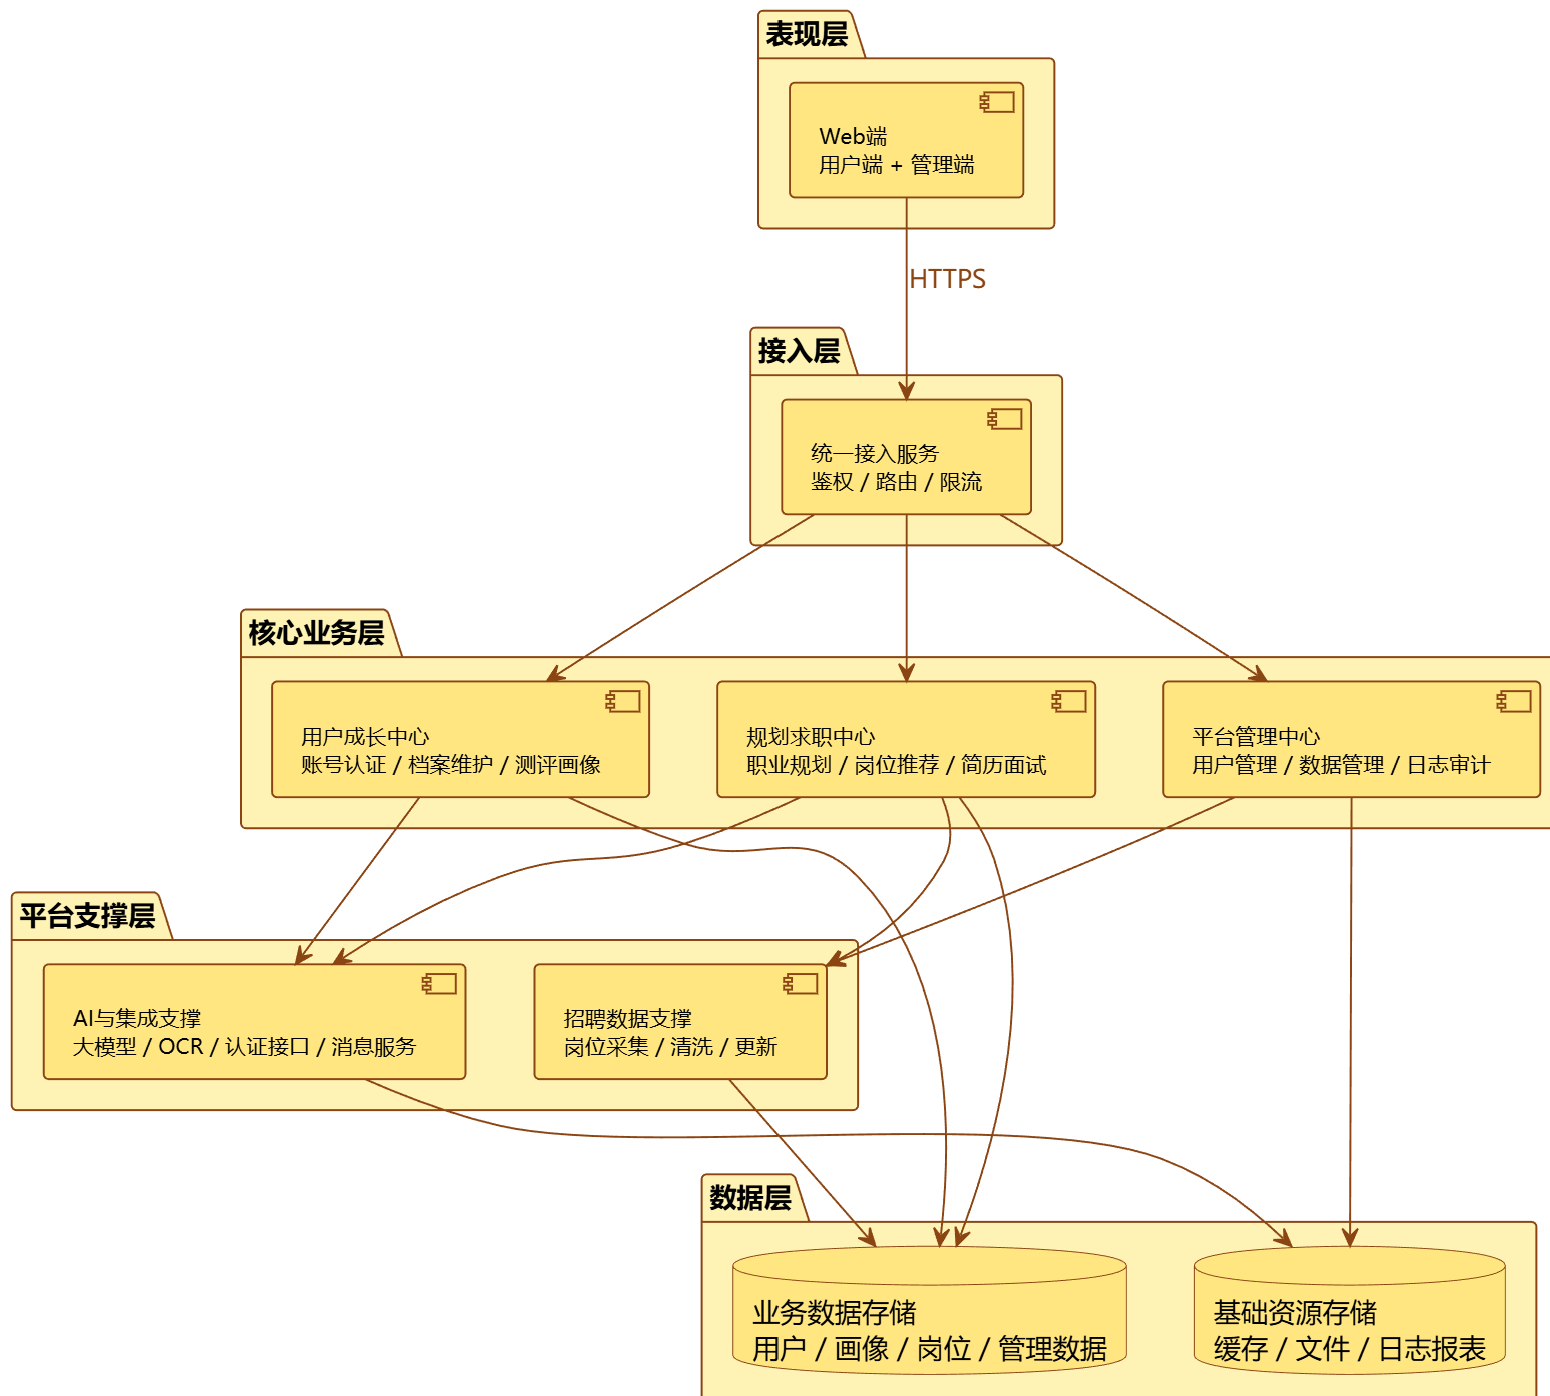 表现层
Web端
用户端 + 管理端
HTTPS
接入层
统一接入服务
鉴权 / 路由 / 限流
核心业务层
用户成长中心
账号认证 / 档案维护 / 测评画像
规划求职中心
职业规划 / 岗位推荐 / 简历面试
平台管理中心
用户管理 / 数据管理 / 日志审计
平台支撑层
AI与集成支撑
大模型 / OCR / 认证接口 / 消息服务
招聘数据支撑
岗位采集 / 清洗 / 更新
数据层
业务数据存储
用户 / 画像 / 岗位 / 管理数据
基础资源存储
缓存 / 文件 / 日志报表